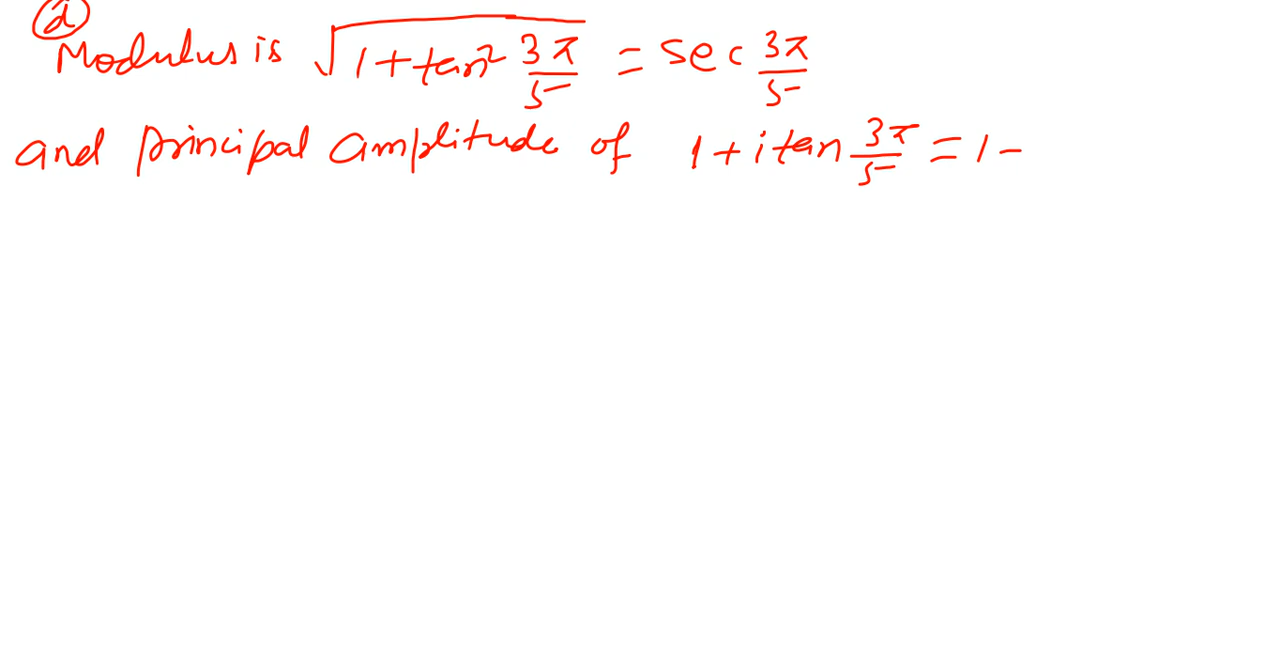 (d)
Modulus is √(1+tan² 3π/5) = sec 3π/5
and principal amplitude of 1+i tan 3π/5 = 1-